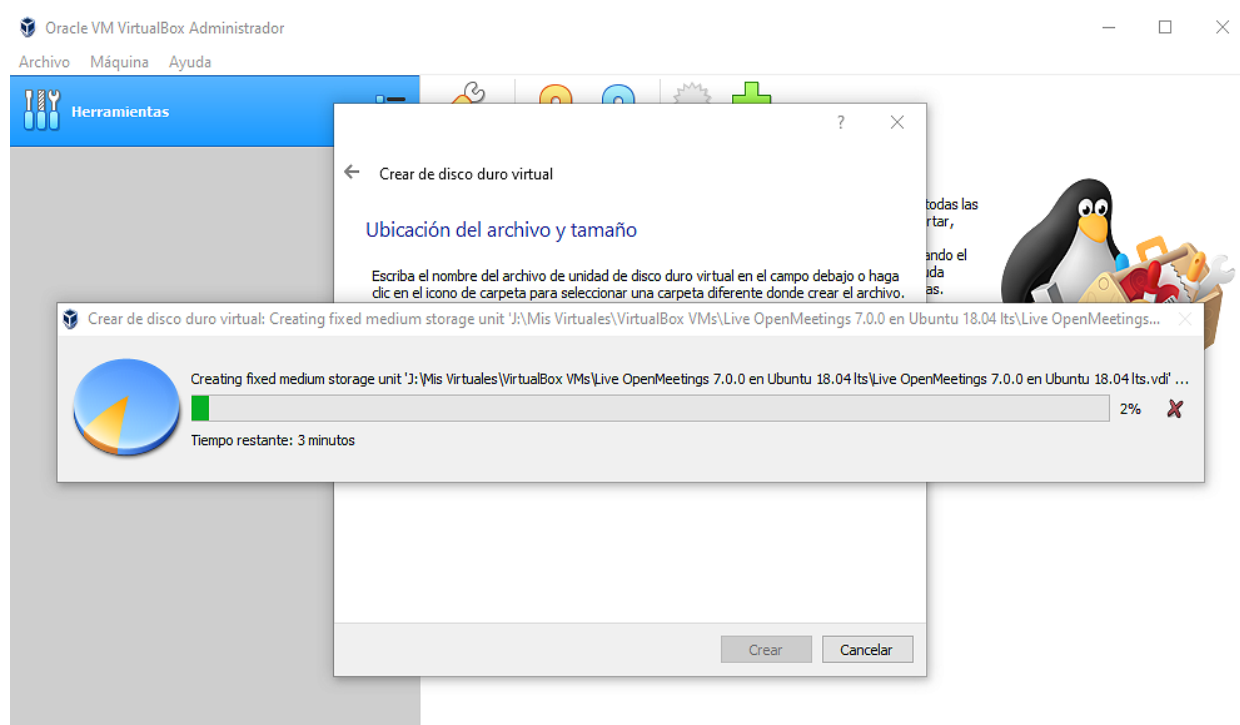 Oracle VM VirtualBox Administrador
Archivo Máquina Ayuda
Herramientas
?
Crear de disco duro virtual
Ubicación del archivo y tamaño
Escriba el nombre del archivo de unidad de disco duro virtual en el campo debajo o haga
clic en el icono de carpeta para seleccionar una carpeta diferente donde crear el archivo.
todas las
rtar,
ando el
uda
as.
Crear de disco duro virtual: Creating fixed medium storage unit 'J:\Mis Virtuales\VirtualBox VMs\Live OpenMeetings 7.0.0 en Ubuntu 18.04 lts\Live OpenMeetings...
Creating fixed medium storage unit 'J:\Mis Virtuales\VirtualBox VMs\Live OpenMeetings 7.0.0 en Ubuntu 18.04 lts\Live OpenMeetings 7.0.0 en Ubuntu 18.04 lts.vdi' ...
2%
Tiempo restante: 3 minutos
Crear Cancelar